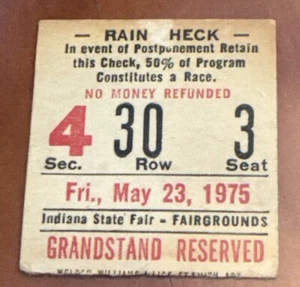 — RAIN HECK —
In event of Postponement Retain
this Check, 50% of Program
Constitutes a Race.
NO MONEY REFUNDED
4 30 3
Sec. Row Seat
Fri., May 23, 1975
Indiana State Fair - FAIRGROUNDS
GRANDSTAND RESERVED